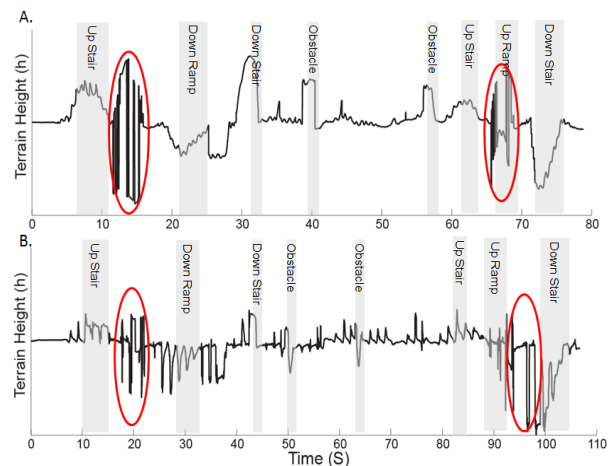 A.
Terrain Height (h)
Up Stair
Down Ramp
Down Stair
Obstacle
Obstacle
Up Stair
Up Ramp
Down Stair
0 10 20 30 40 50 60 70 80
B.
Terrain Height (h)
Up Stair
Down Ramp
Down Stair
Obstacle
Obstacle
Up Stair
Up Ramp
Down Stair
0 10 20 30 40 50 60 70 80 90 100 110
Time (S)